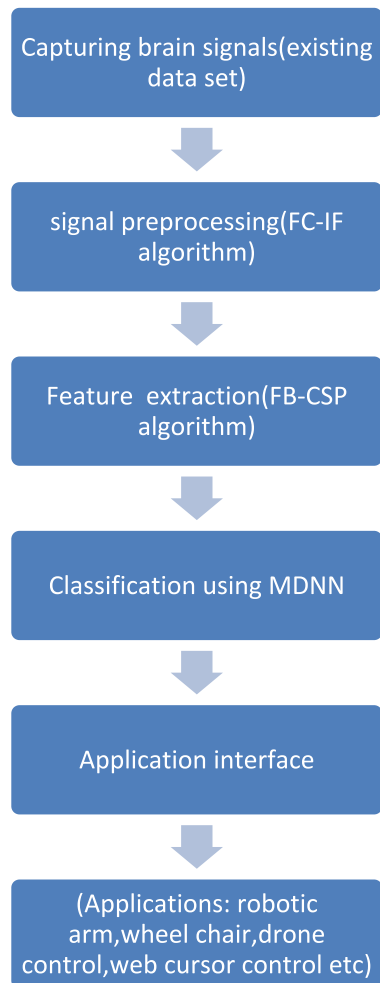 Capturing brain signals(existing
data set)
signal preprocessing(FC-IF
algorithm)
Feature  extraction(FB-CSP
algorithm)
Classification using MDNN
Application interface
(Applications: robotic
arm,wheel chair,drone
control,web cursor control etc)